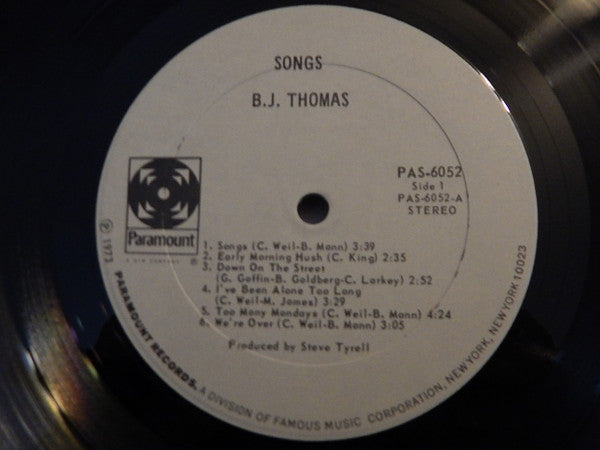 SONGS
B.J. THOMAS
PAS-6052
Side 1
PAS-6052-A
STEREO
Paramount
A G+W COMPANY
®
1. Songs (C. Weil-B. Mann) 3:39
2. Early Morning Hush (C. King) 2:35
3. Down On The Street
(G. Goffin-B. Goldberg-C. Larkey) 2:52
4. I've Been Alone Too Long
(C. Weil-M. James) 3:29
5. Too Many Mondays (C. Weil-B. Mann) 4:24
6. We're Over (C. Weil-B. Mann) 3:05
Produced by Steve Tyrell
℗ 1973 PARAMOUNT RECORDS, A DIVISION OF FAMOUS MUSIC CORPORATION, NEW YORK, NEW YORK 10023